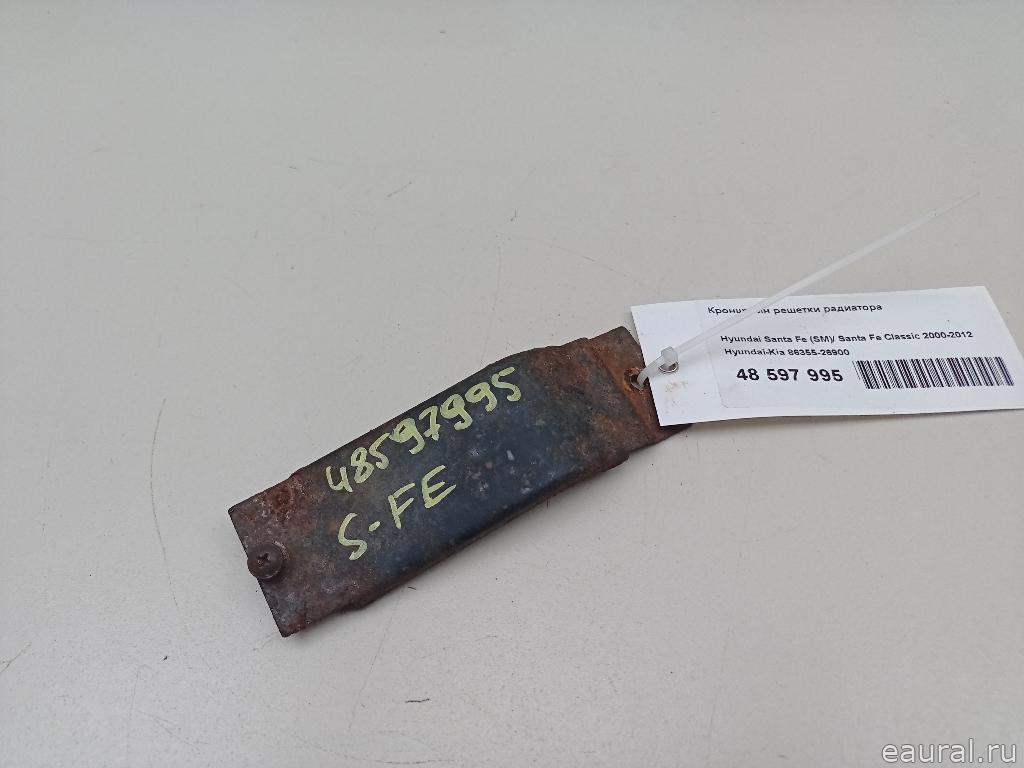 решетки радиатора
Hyundai Santa Fe (SM)/ Santa Fe Classic 2000-2012
Hyundai-Kia 86355-26900
48 597 995
48597995
S-FE
eaural.ru